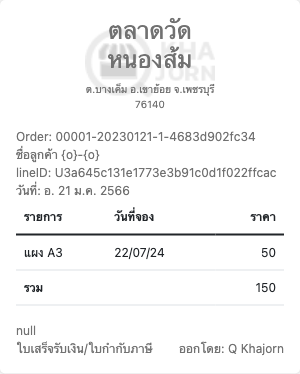 ตลาดวัด
หนองส้ม
KHA
JURN
ต.บางเค็ม อ.เขาย้อย จ.เพชรบุรี
76140
Order: 00001-20230121-1-4683d902fc34
ชื่อลูกค้า {o}-{o}
lineID: U3a645c131e1773e3b91c0d1f022ffcac
วันที่: อ. 21 ม.ค. 2566
รายการ วันที่จอง ราคา
แผง A3 22/07/24 50
รวม 150
null
ใบเสร็จรับเงิน/ใบกำกับภาษี ออกโดย: Q Khajorn